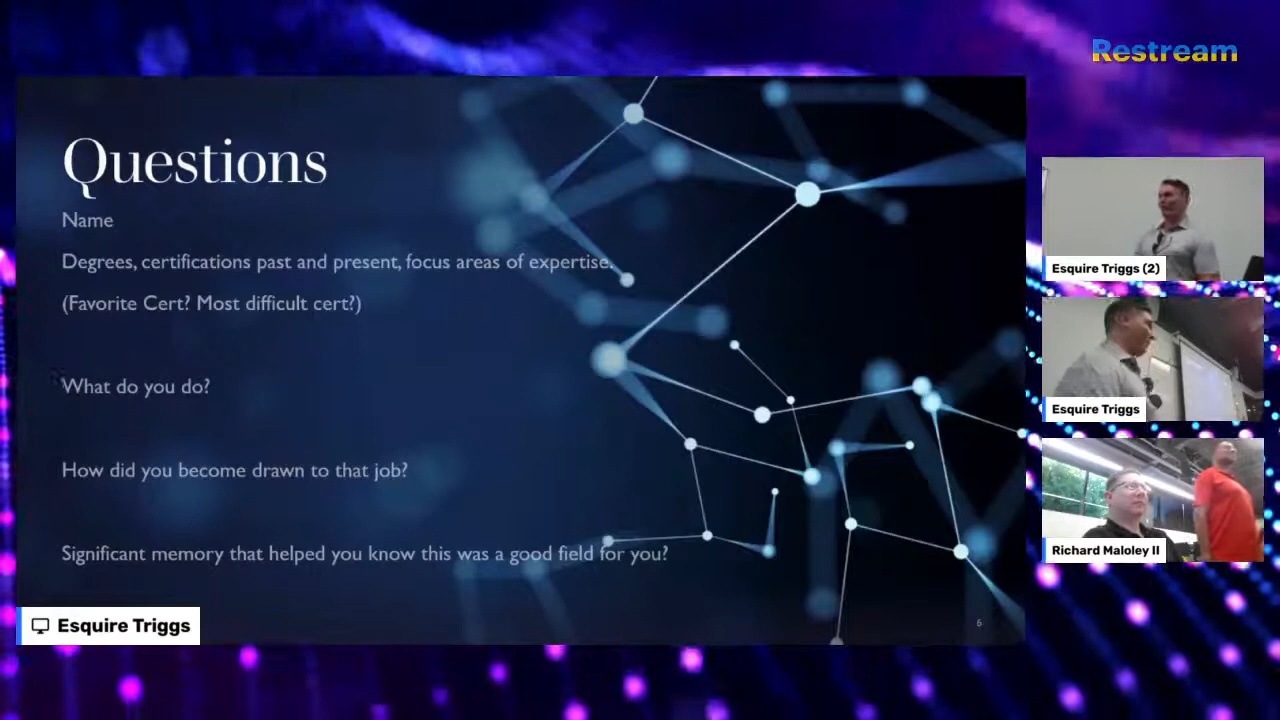 Restream
Questions
Name
Degrees, certifications past and present, focus areas of expertise.
(Favorite Cert? Most difficult cert?)
What do you do?
How did you become drawn to that job?
Significant memory that helped you know this was a good field for you?
6
Esquire Triggs
Esquire Triggs (2)
Esquire Triggs
Richard Maloley II